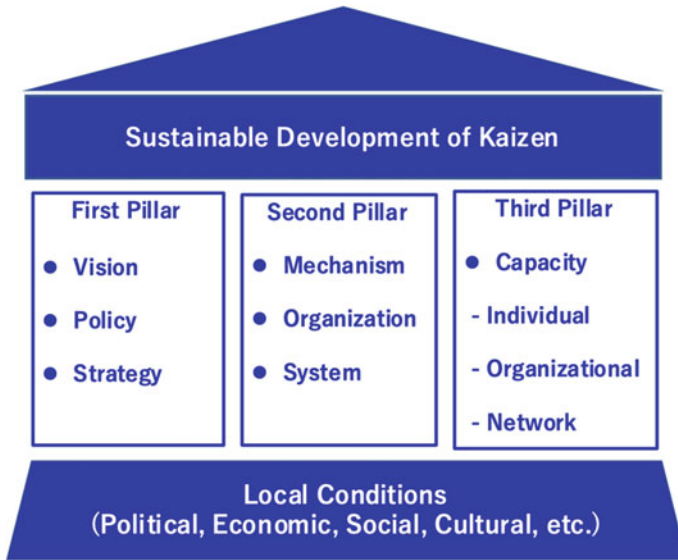 Sustainable Development of Kaizen
First Pillar
● Vision
● Policy
● Strategy
Second Pillar
● Mechanism
● Organization
● System
Third Pillar
● Capacity
- Individual
- Organizational
- Network
Local Conditions
(Political, Economic, Social, Cultural, etc.)